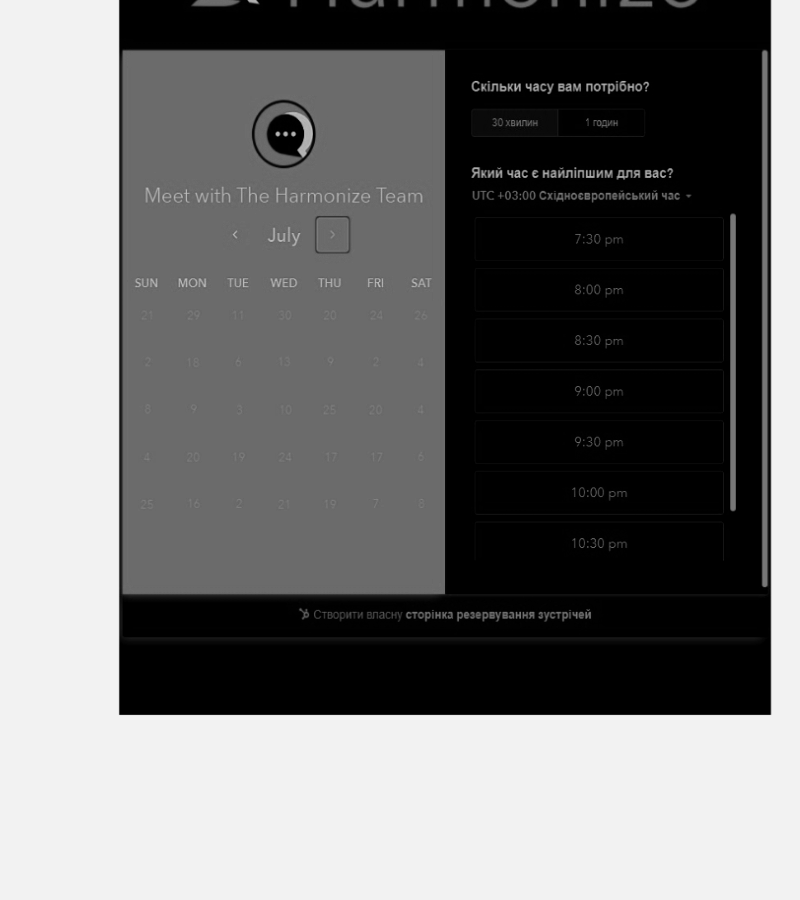 Harmonize
Meet with The Harmonize Team
July
SUN MON TUE WED THU FRI SAT
21 29 11 30 20 24 26
2 18 6 13 9 2 4
8 9 3 10 25 20 4
4 20 19 24 17 17 6
25 16 2 21 19 7 8
Скільки часу вам потрібно?
30 хвилин 1 годин
Який час є найліпшим для вас?
UTC +03:00 Східноєвропейський час
7:30 pm
8:00 pm
8:30 pm
9:00 pm
9:30 pm
10:00 pm
10:30 pm
Створити власну сторінка резервування зустрічей